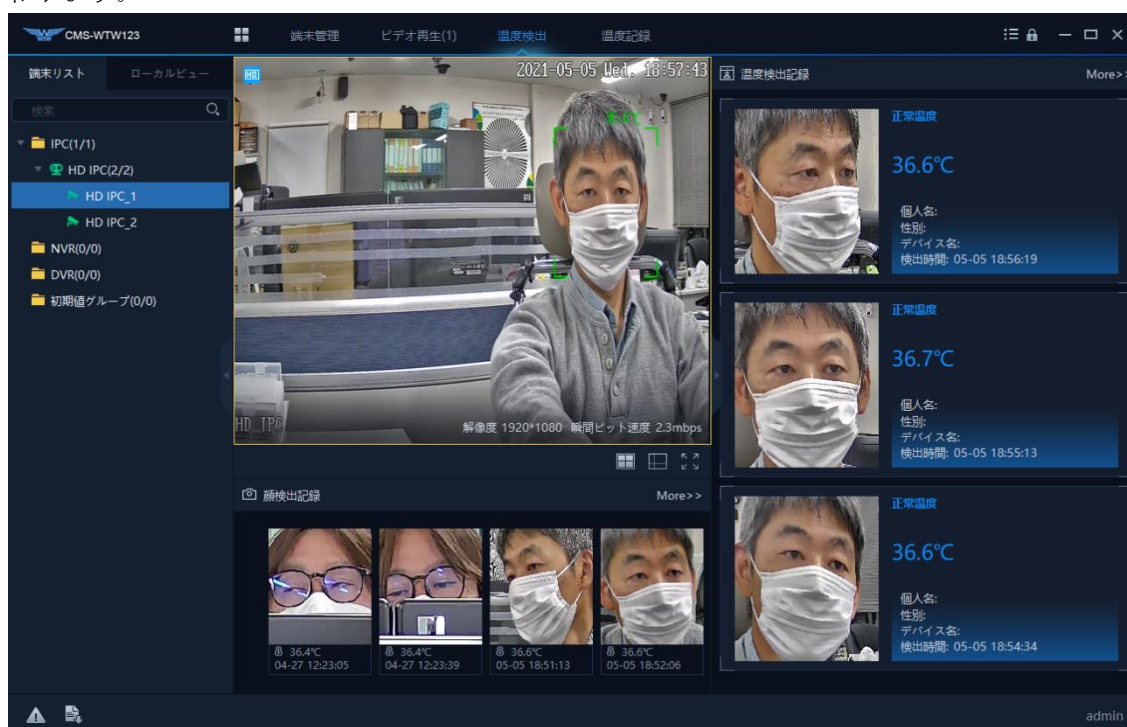 CMS-WTW123
端末管理
ビデオ再生(1)
温度検出
温度記録
端末リスト
ローカルビュー
検索
IPC(1/1)
HD IPC(2/2)
HD IPC_1
HD IPC_2
NVR(0/0)
DVR(0/0)
初期値グループ(0/0)
HD
2021-05-05 Wed. 18:57:43
HD IPC
解像度 1920*1080 瞬間ビット速度 2.3mbps
顔検出記録
More>>
36.4℃
04-27 12:23:05
36.4℃
04-27 12:23:39
36.6℃
05-05 18:51:13
36.6℃
05-05 18:52:06
温度検出記録
More>>
正常温度
36.6℃
個人名:
性別:
デバイス名:
検出時間: 05-05 18:56:19
正常温度
36.7℃
個人名:
性別:
デバイス名:
検出時間: 05-05 18:55:13
正常温度
36.6℃
個人名:
性別:
デバイス名:
検出時間: 05-05 18:54:34
admin